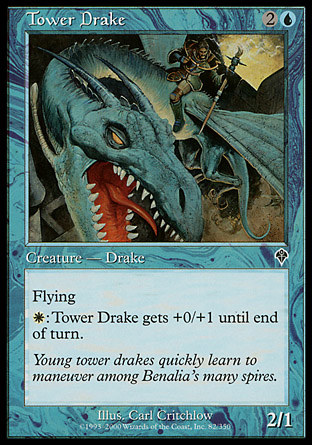 Tower Drake 2
Creature — Drake
Flying
: Tower Drake gets +0/+1 until end
of turn.
Young tower drakes quickly learn to
maneuver among Benalia's many spires.
Illus. Carl Critchlow
©1993-2000 Wizards of the Coast, Inc. 82/350
2/1